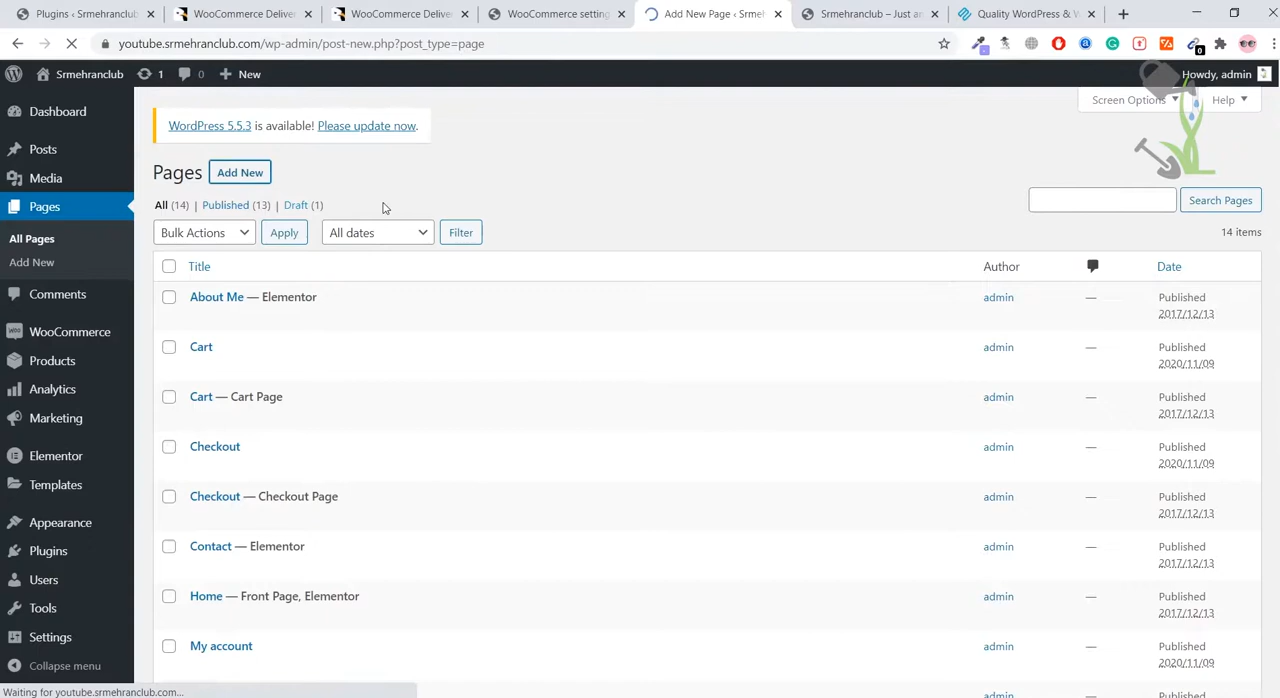 Plugins ‹ Srmehranclub
WooCommerce Deliver
WooCommerce Deliver
WooCommerce setting
Add New Page ‹ Srmeh
Srmehranclub – Just an
Quality WordPress & W
youtube.srmehranclub.com/wp-admin/post-new.php?post_type=page
Srmehranclub
1
0
New
Howdy, admin
Dashboard
Posts
Media
Pages
All Pages
Add New
Comments
WooCommerce
Products
Analytics
Marketing
Elementor
Templates
Appearance
Plugins
Users
Tools
Settings
Collapse menu
Screen Options
Help
WordPress 5.5.3 is available! Please update now.
Pages Add New
All (14) | Published (13) | Draft (1)
Search Pages
Bulk Actions Apply All dates Filter
14 items
Title Author Date
About Me — Elementor admin — Published
2017/12/13
Cart admin — Published
2020/11/09
Cart — Cart Page admin — Published
2017/12/13
Checkout admin — Published
2020/11/09
Checkout — Checkout Page admin — Published
2017/12/13
Contact — Elementor admin — Published
2017/12/13
Home — Front Page, Elementor admin — Published
2017/12/13
My account admin — Published
2020/11/09
admin Published
Waiting for youtube.srmehranclub.com...